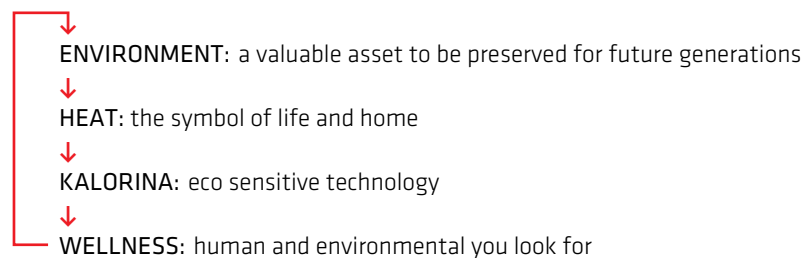 ENVIRONMENT: a valuable asset to be preserved for future generations
HEAT: the symbol of life and home
KALORINA: eco sensitive technology
WELLNESS: human and environmental you look for